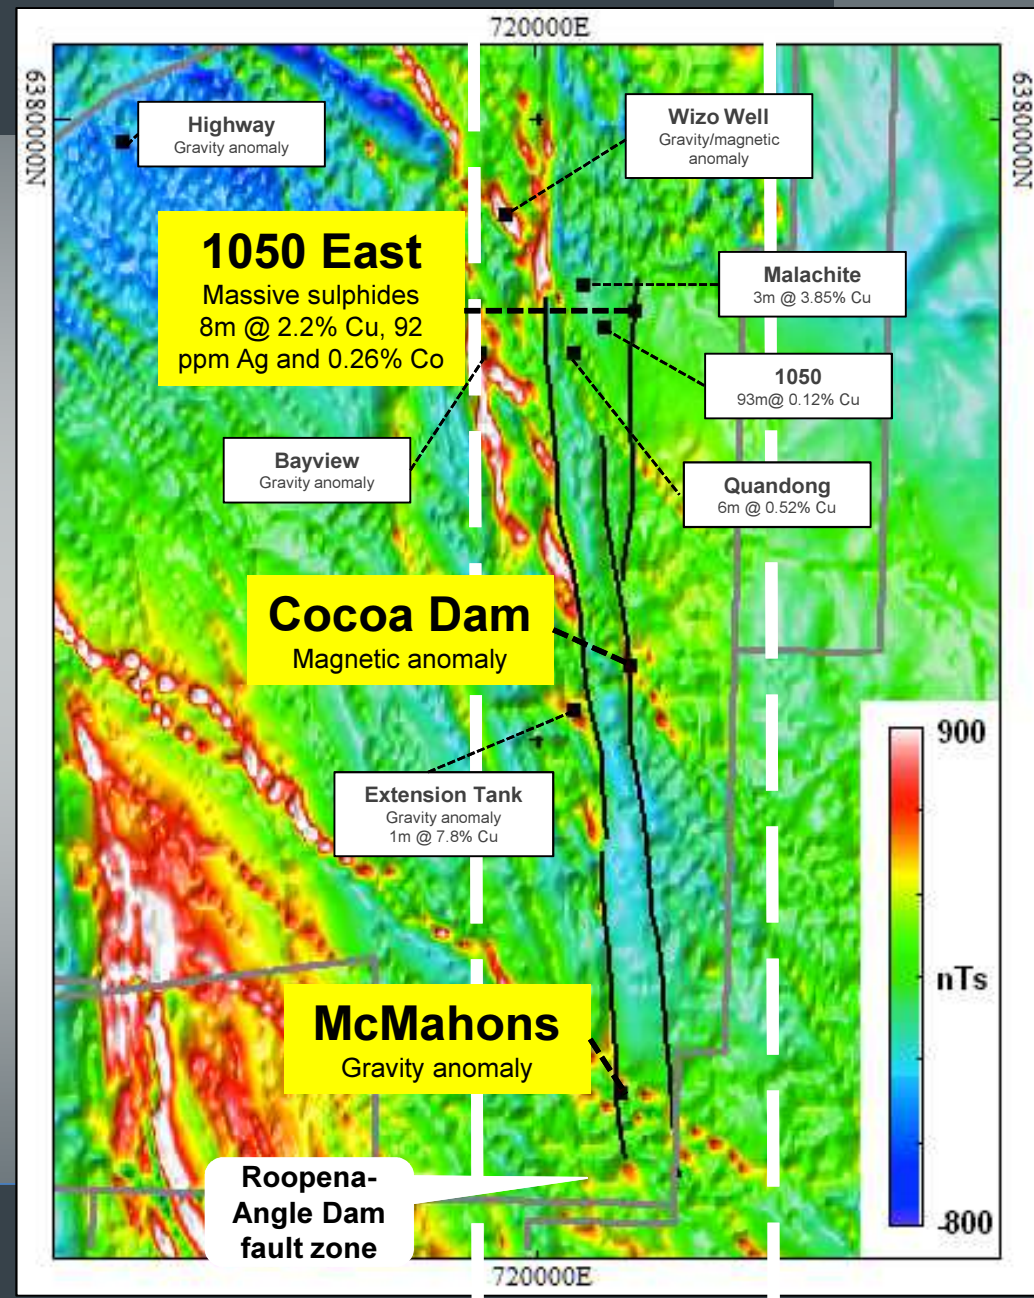 720000E
6380000N
6380000N
Highway
Gravity anomaly
Wizo Well
Gravity/magnetic
anomaly
1050 East
Massive sulphides
8m @ 2.2% Cu, 92
ppm Ag and 0.26% Co
Malachite
3m @ 3.85% Cu
1050
93m@ 0.12% Cu
Bayview
Gravity anomaly
Quandong
6m @ 0.52% Cu
Cocoa Dam
Magnetic anomaly
Extension Tank
Gravity anomaly
1m @ 7.8% Cu
900
nTs
-800
McMahons
Gravity anomaly
Roopena-
Angle Dam
fault zone
720000E